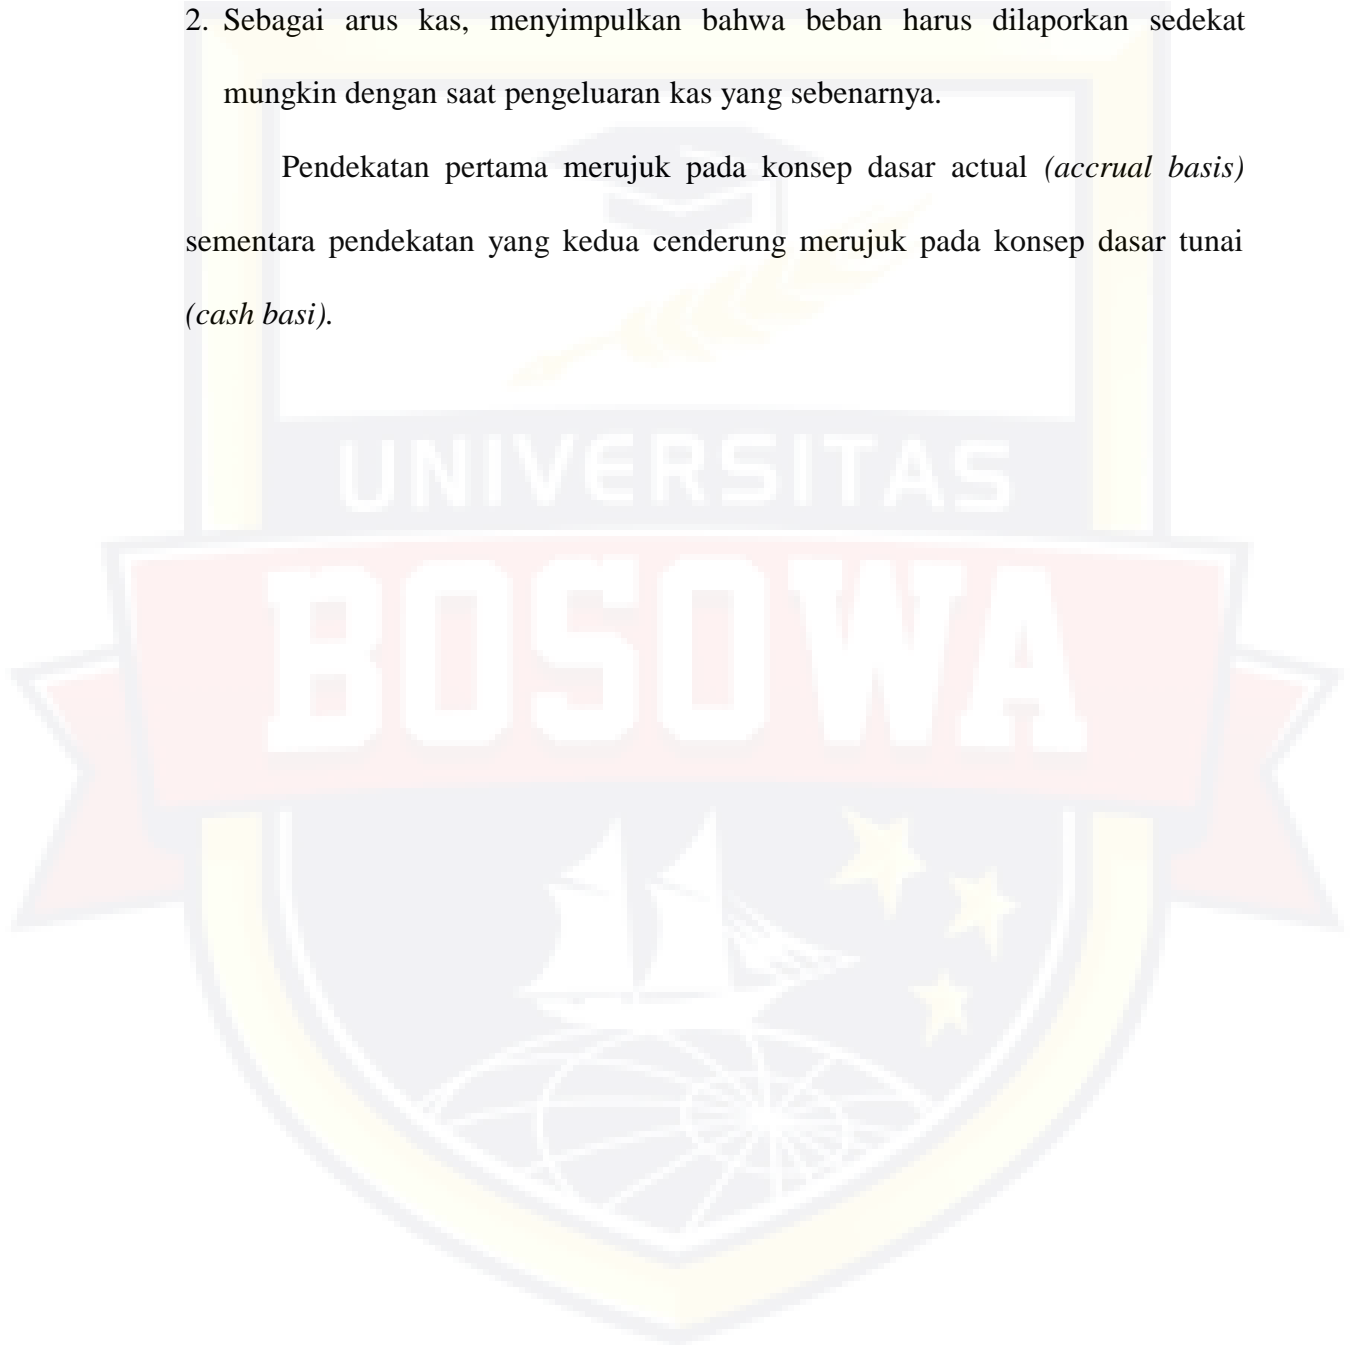 2. Sebagai arus kas, menyimpulkan bahwa beban harus dilaporkan sedekat
mungkin dengan saat pengeluaran kas yang sebenarnya.
Pendekatan pertama merujuk pada konsep dasar actual (accrual basis)
sementara pendekatan yang kedua cenderung merujuk pada konsep dasar tunai
(cash basi).
UNIVERSITAS
BOSOWA